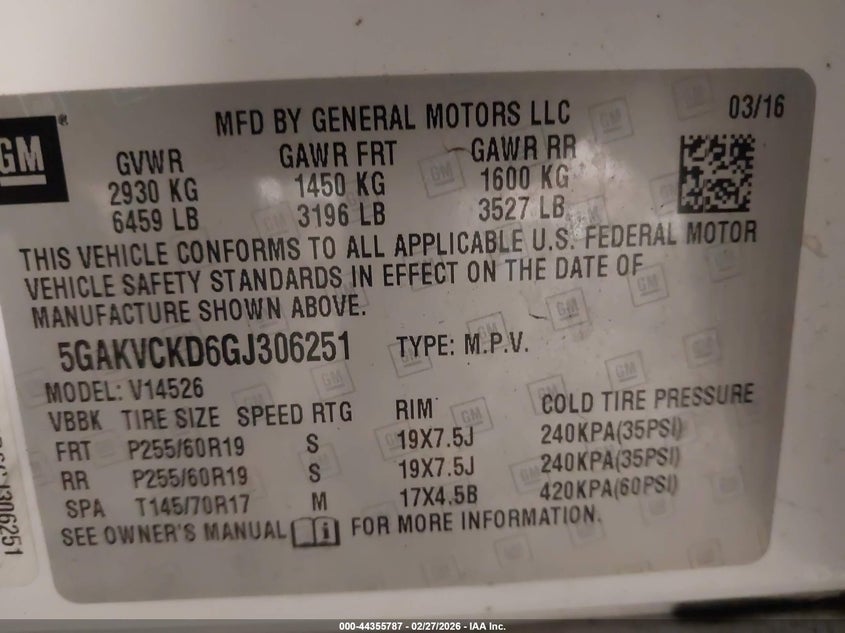 MFD BY GENERAL MOTORS LLC 03/16
GM®
GVWR GAWR FRT GAWR RR
2930 KG 1450 KG 1600 KG
6459 LB 3196 LB 3527 LB
THIS VEHICLE CONFORMS TO ALL APPLICABLE U.S. FEDERAL MOTOR
VEHICLE SAFETY STANDARDS IN EFFECT ON THE DATE OF
MANUFACTURE SHOWN ABOVE.
5GAKVCKD6GJ306251 TYPE: M.P.V.
MODEL: V14526
VBBK TIRE SIZE SPEED RTG RIM COLD TIRE PRESSURE
FRT P255/60R19 S 19X7.5J 240KPA(35PSI)
RR P255/60R19 S 19X7.5J 240KPA(35PSI)
SPA T145/70R17 M 17X4.5B 420KPA(60PSI)
SEE OWNER'S MANUAL FOR MORE INFORMATION.
306251
000-44355787 - 02/27/2026 - IAA Inc.